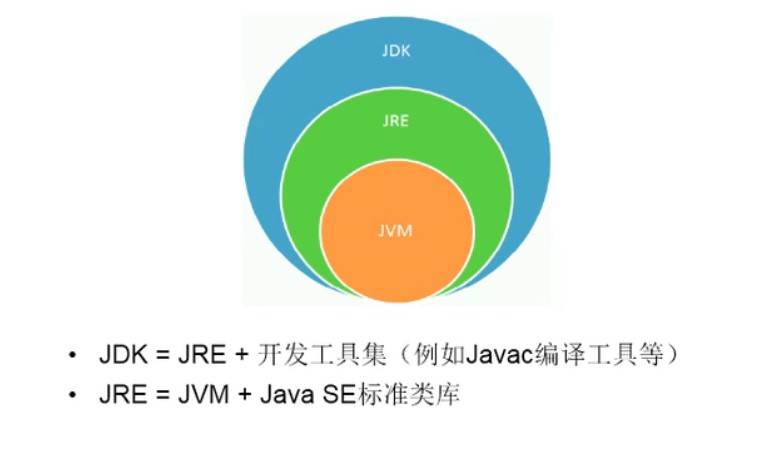 JDK
JRE
JVM
• JDK = JRE + 开发工具集（例如Javac编译工具等）
• JRE = JVM + Java SE标准类库